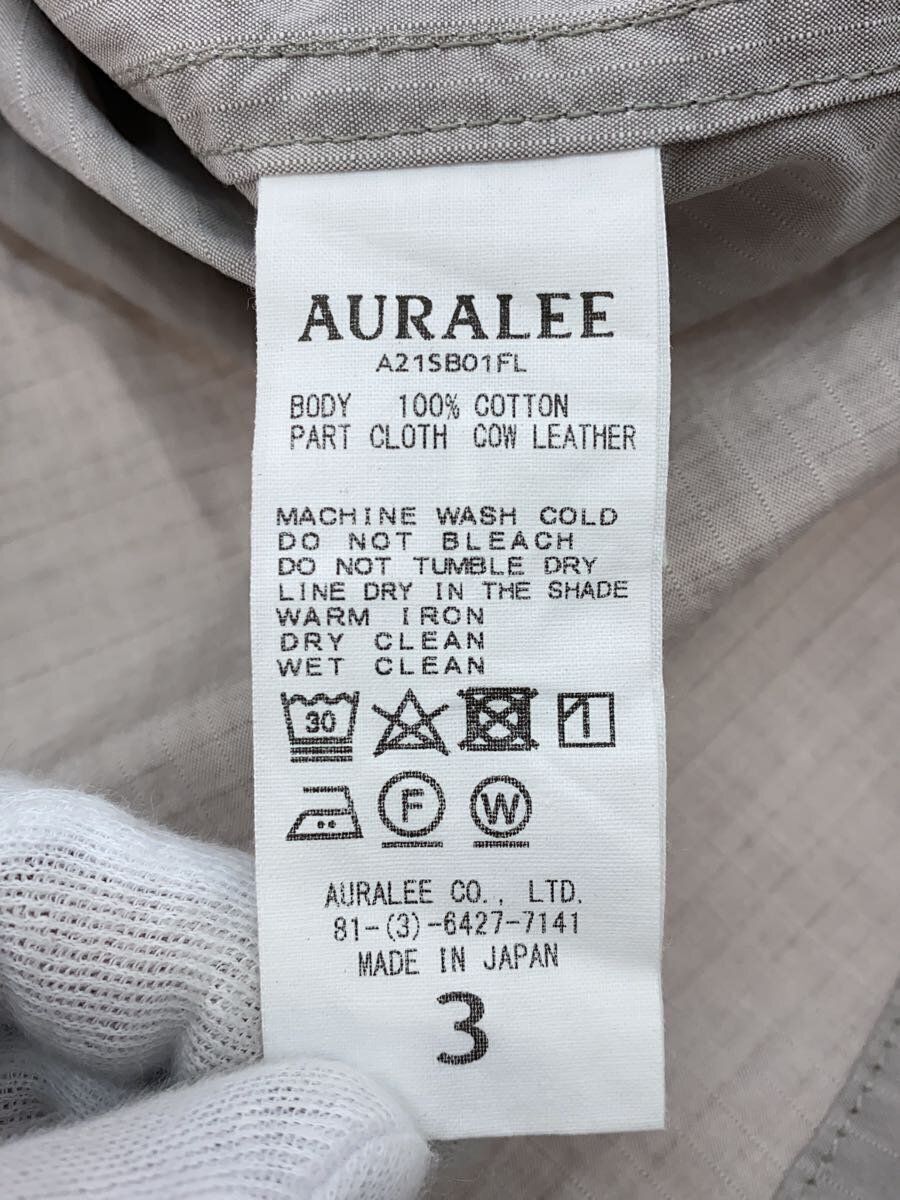 AURALEE
A21SB01FL
BODY 100% COTTON
PART CLOTH COW LEATHER
MACHINE WASH COLD
DO NOT BLEACH
DO NOT TUMBLE DRY
LINE DRY IN THE SHADE
WARM IRON
DRY CLEAN
WET CLEAN
30
F W
AURALEE CO., LTD.
81-(3)-6427-7141
MADE IN JAPAN
3